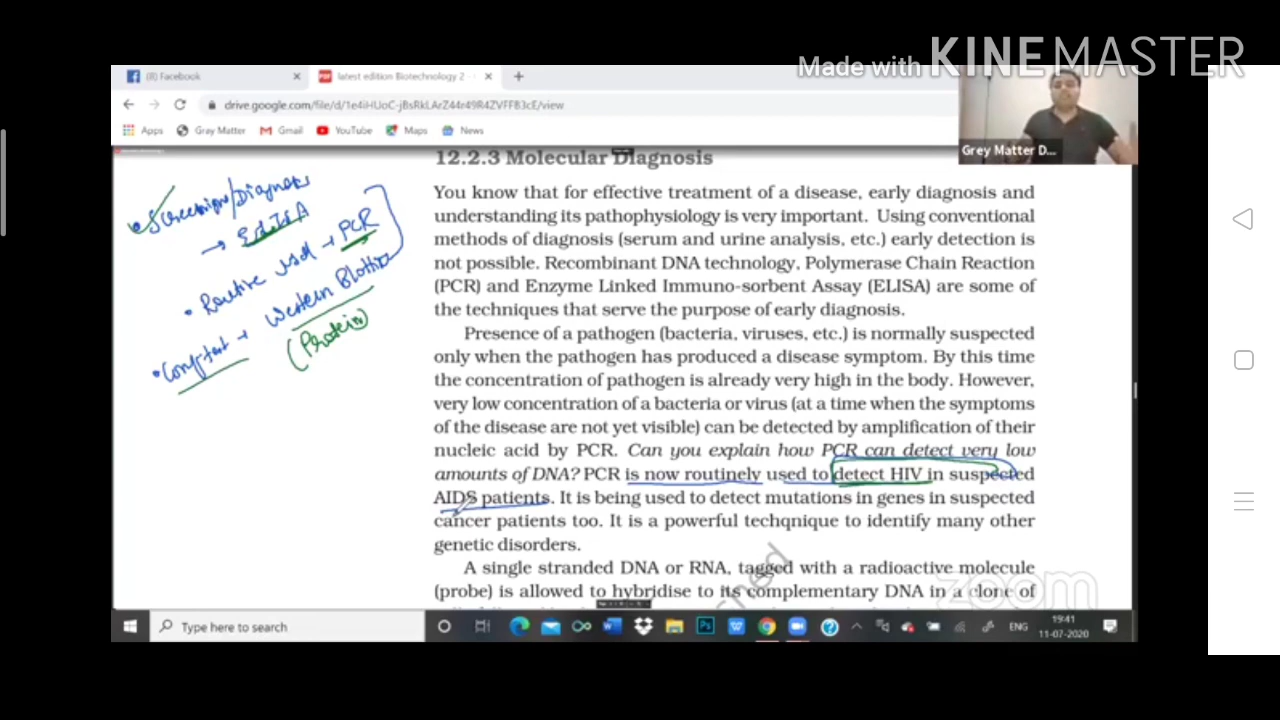 Made with KINEMASTER
(8) Facebook
latest edition Biotechnology 2
drive.google.com/file/d/1e4iHUoC-jBsRkLArZ44r49R4ZVFFB3cE/view
Apps Gray Matter Gmail YouTube Maps News
Grey Matter D...
12.2.3 Molecular Diagnosis
You know that for effective treatment of a disease, early diagnosis and
understanding its pathophysiology is very important. Using conventional
methods of diagnosis (serum and urine analysis, etc.) early detection is
not possible. Recombinant DNA technology, Polymerase Chain Reaction
(PCR) and Enzyme Linked Immuno-sorbent Assay (ELISA) are some of
the techniques that serve the purpose of early diagnosis.
Presence of a pathogen (bacteria, viruses, etc.) is normally suspected
only when the pathogen has produced a disease symptom. By this time
the concentration of pathogen is already very high in the body. However,
very low concentration of a bacteria or virus (at a time when the symptoms
of the disease are not yet visible) can be detected by amplification of their
nucleic acid by PCR. Can you explain how PCR can detect very low
amounts of DNA? PCR is now routinely used to detect HIV in suspected
AIDS patients. It is being used to detect mutations in genes in suspected
cancer patients too. It is a powerful techqnique to identify many other
genetic disorders.
A single stranded DNA or RNA, tagged with a radioactive molecule
(probe) is allowed to hybridise to its complementary DNA in a clone of
→ ELISA
• Routine used → PCR
Western Blotting
(Protein)
zoom
Type here to search
ENG
19:41
11-07-2020